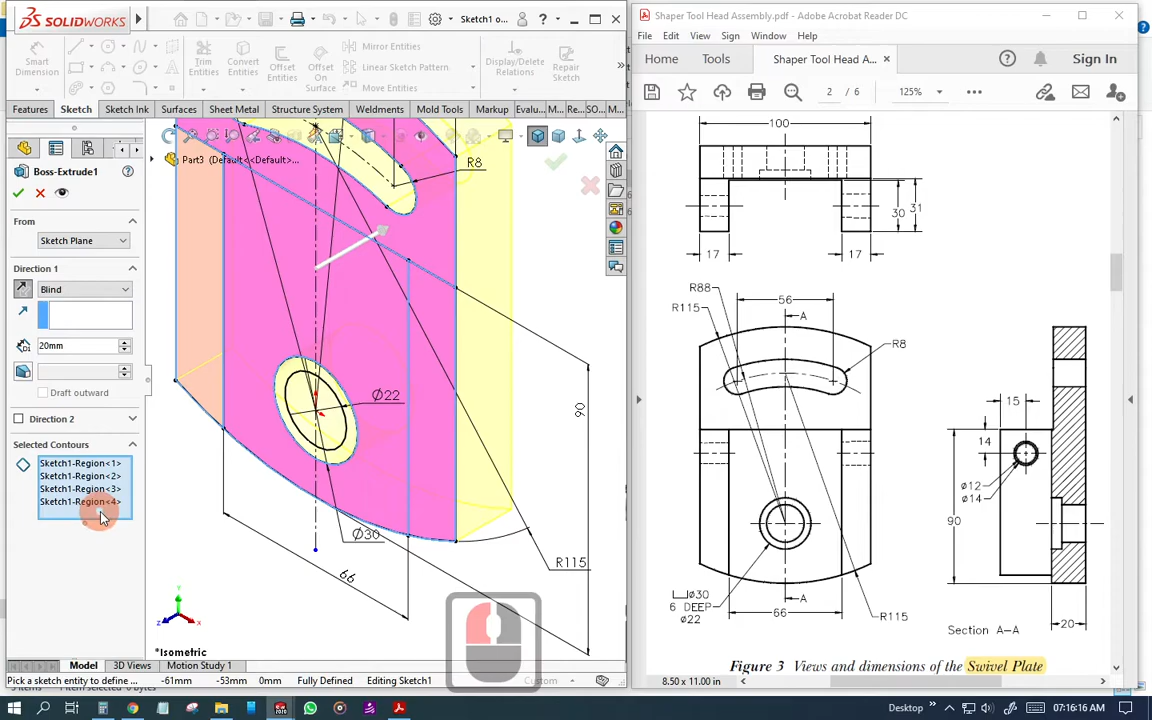 SOLIDWORKS
Sketch1 o...
Smart Dimension
Trim Entities
Convert Entities
Offset Entities
Offset On Surface
Mirror Entities
Linear Sketch Pattern
Move Entities
Display/Delete Relations
Repair Sketch
Features
Sketch
Sketch Ink
Surfaces
Sheet Metal
Structure System
Weldments
Mold Tools
Markup
Evalu...
Re...
SO...
M...
Boss-Extrude1
From
Sketch Plane
Direction 1
Blind
20mm
Draft outward
Direction 2
Selected Contours
Sketch1-Region<1>
Sketch1-Region<2>
Sketch1-Region<3>
Sketch1-Region<4>
Part3 (Default<<Default>...
R8
Ø22
90
Ø30
R115
66
*Isometric
Model
3D Views
Motion Study 1
Pick a sketch entity to define ...
-61mm
-53mm
0mm
Fully Defined
Editing Sketch1
Custom
Shaper Tool Head Assembly.pdf - Adobe Acrobat Reader DC
File
Edit
View
Sign
Window
Help
Home
Tools
Shaper Tool Head A...
Sign In
2 / 6
125%
100
30
31
17
17
R88
56
R115
A
R8
15
14
ø12
ø14
90
⌴ø30
6 DEEP
ø22
A
66
R115
Section A–A
20
Figure 3 Views and dimensions of the Swivel Plate
8.50 x 11.00 in
Desktop
ENG
07:16:16 AM